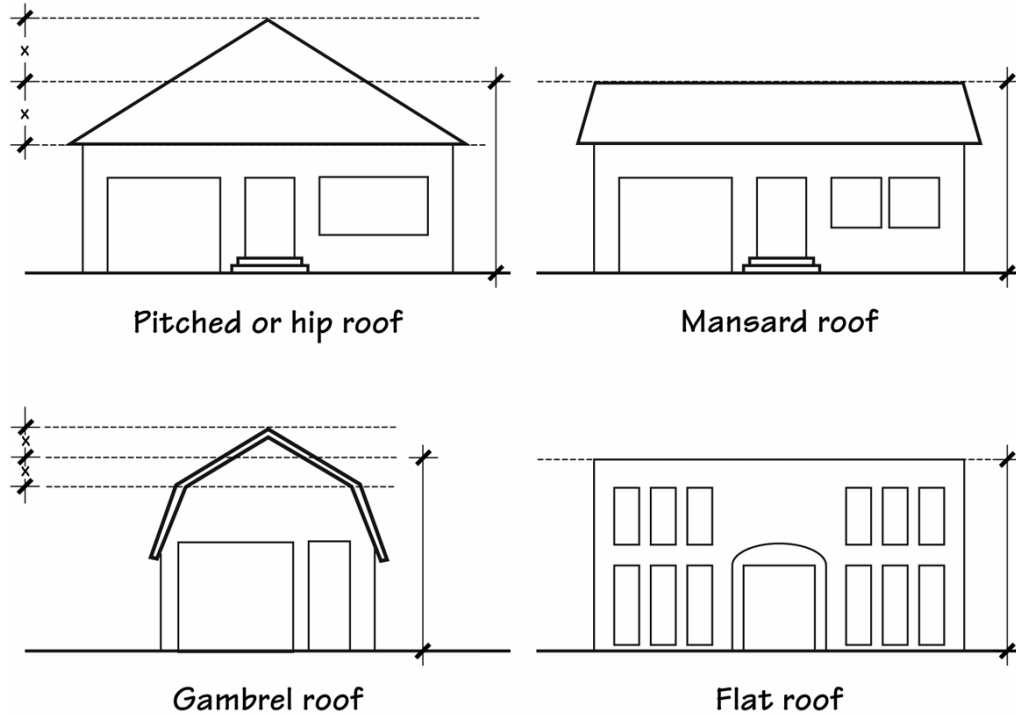 x
x
Pitched or hip roof
Mansard roof
x
x
Gambrel roof
Flat roof